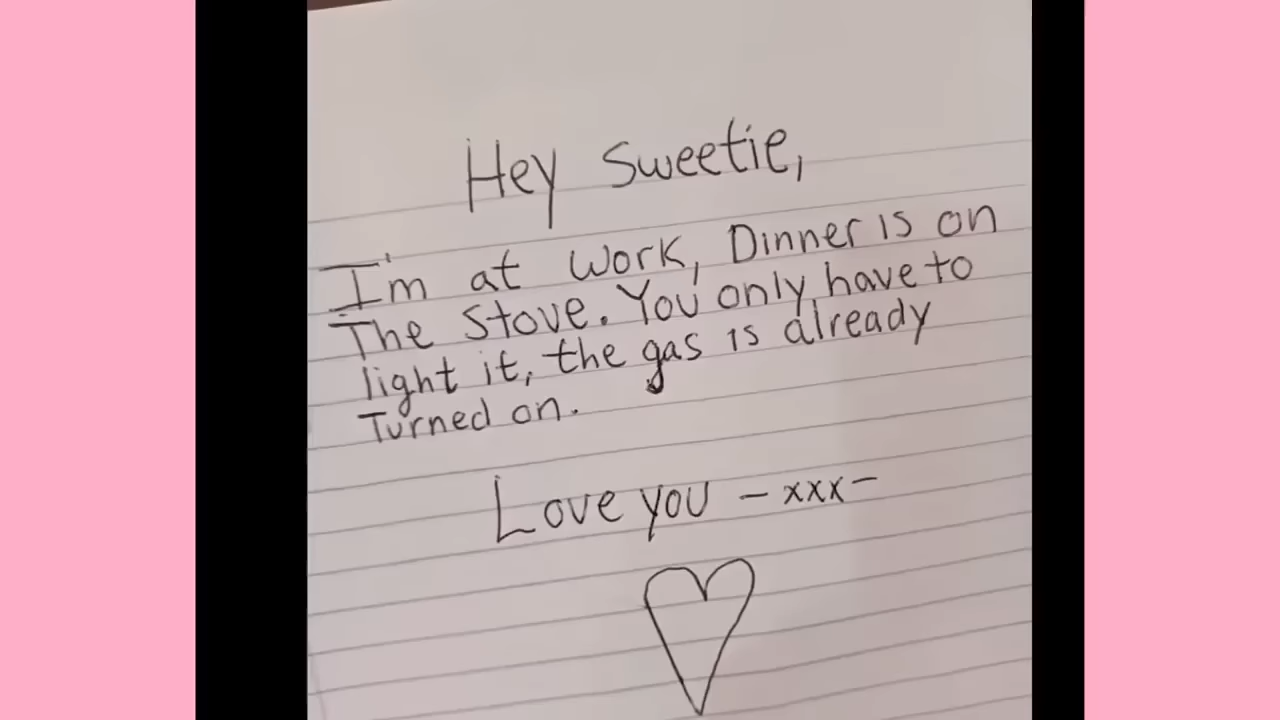 Hey Sweetie,
I'm at work, Dinner is on
The stove. You only have to
light it, the gas is already
Turned on.
Love you - xxx -